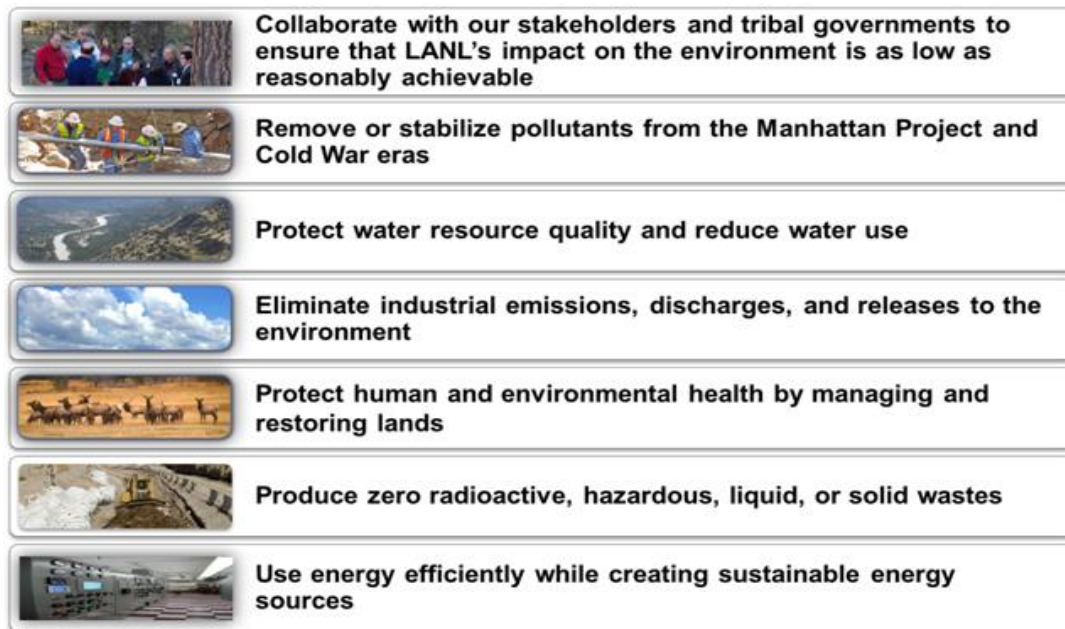 Collaborate with our stakeholders and tribal governments to
ensure that LANL's impact on the environment is as low as
reasonably achievable
Remove or stabilize pollutants from the Manhattan Project and
Cold War eras
Protect water resource quality and reduce water use
Eliminate industrial emissions, discharges, and releases to the
environment
Protect human and environmental health by managing and
restoring lands
Produce zero radioactive, hazardous, liquid, or solid wastes
Use energy efficiently while creating sustainable energy
sources